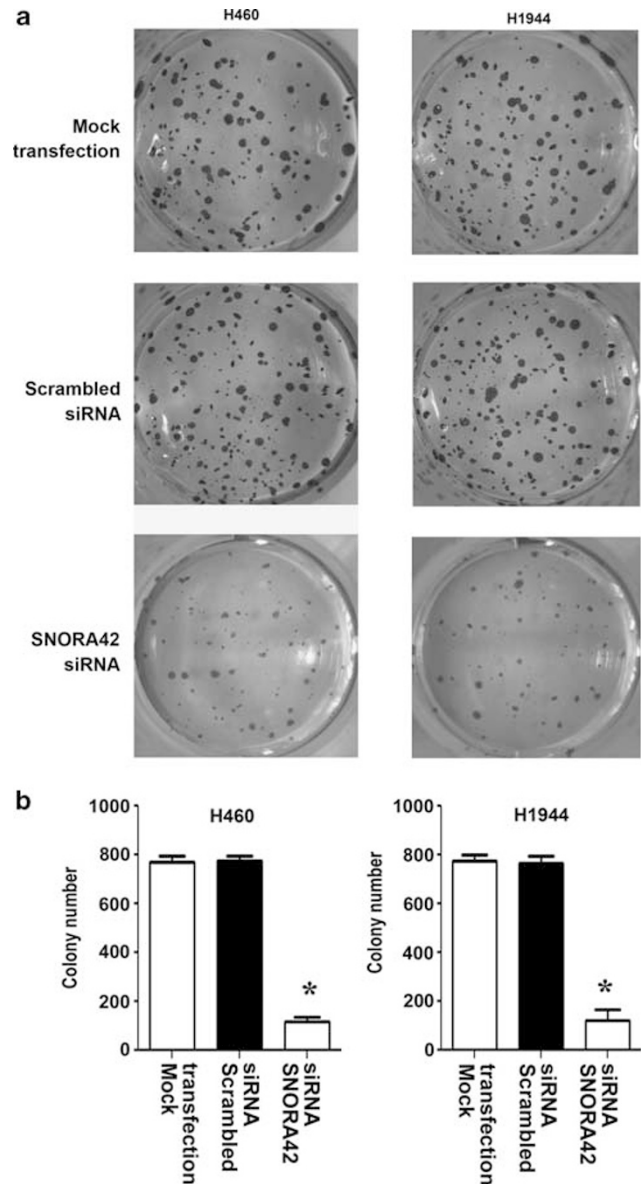 a
H460
H1944
Mock
transfection
Scrambled
siRNA
SNORA42
siRNA
b
H460
Colony number
1000
800
600
400
200
0
*
transfection
Mock
siRNA
Scrambled
siRNA
SNORA42
H1944
Colony number
1000
800
600
400
200
0
*
transfection
Mock
siRNA
Scrambled
siRNA
SNORA42